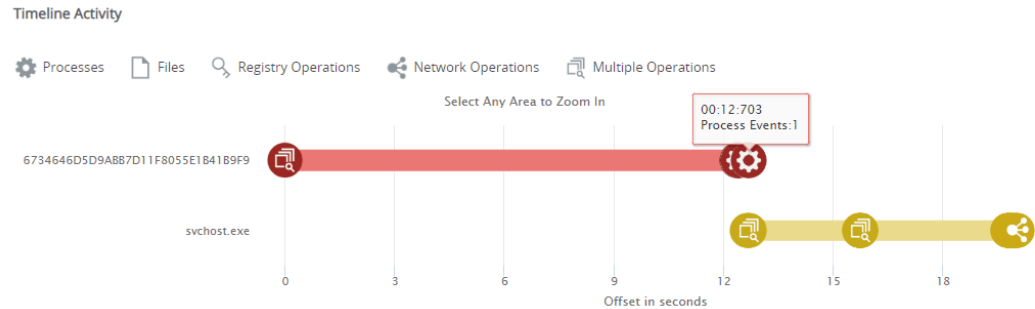 Timeline Activity
Processes Files Registry Operations Network Operations Multiple Operations
Select Any Area to Zoom In
00:12:703
Process Events:1
6734646D5D9ABB7D11F8055E1B41B9F9
svchost.exe
0 3 6 9 12 15 18
Offset in seconds